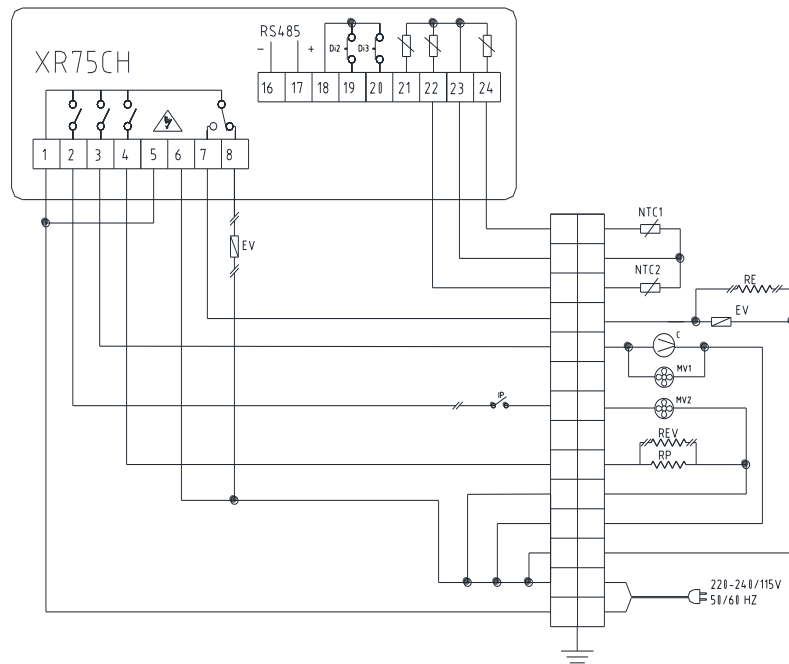 RS485
- +
Di2 Di3
XR75CH
16 17 18 19 20 21 22 23 24
1 2 3 4 5 6 7 8
NTC1
EV
NTC2
RE
EV
C
MV1
IP
MV2
REV
RP
220-240/115V
50/60 HZ